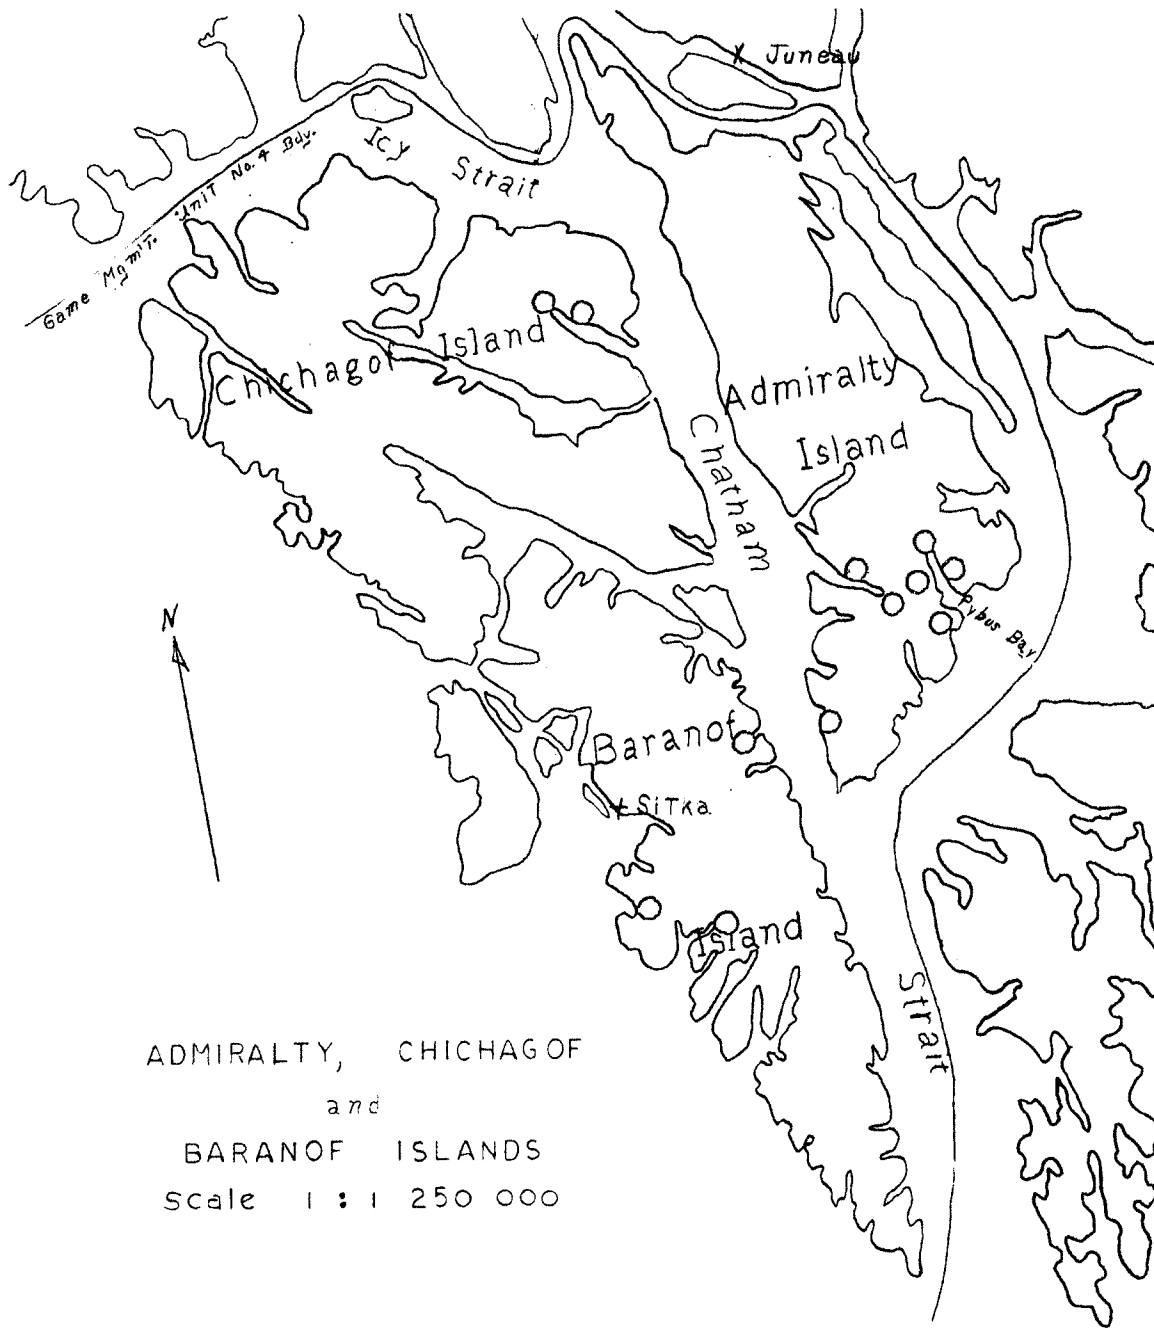 x Juneau
Icy Strait
Game Mgm'T. UniT No. 4 Bdy.
Chichagof Island
Admiralty
Island
Chatham
Pybus Bay
N
Baranof
x SiTka
Island
Strait
ADMIRALTY, CHICHAGOF
and
BARANOF ISLANDS
Scale 1 : 1 250 000